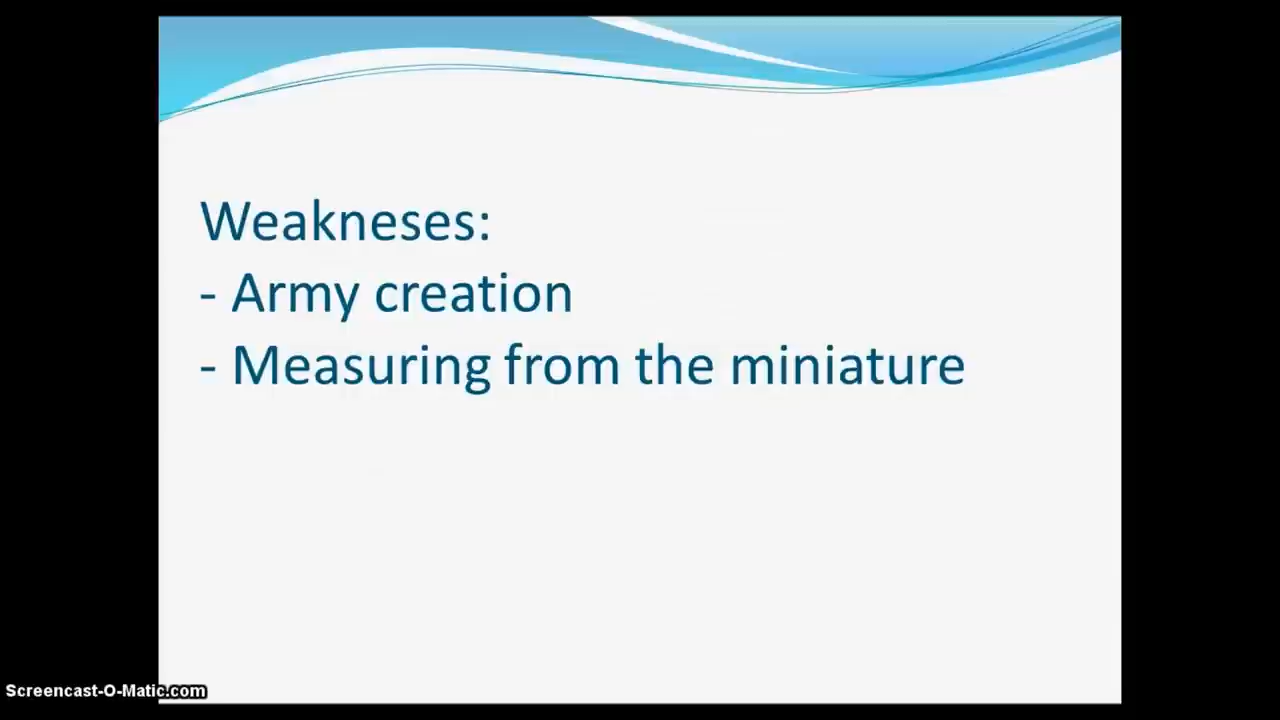 Weakneses:
- Army creation
- Measuring from the miniature
Screencast-O-Matic.com